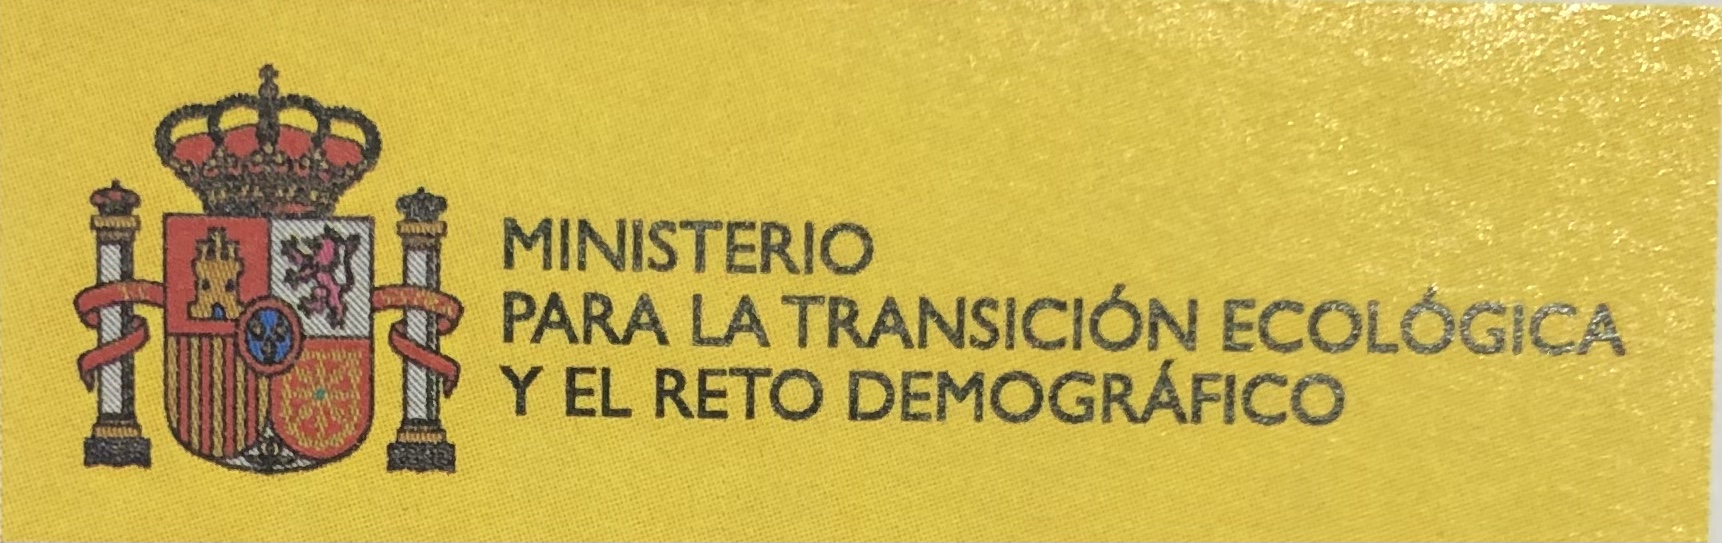 MINISTERIO
PARA LA TRANSICIÓN ECOLÓGICA
Y EL RETO DEMOGRÁFICO